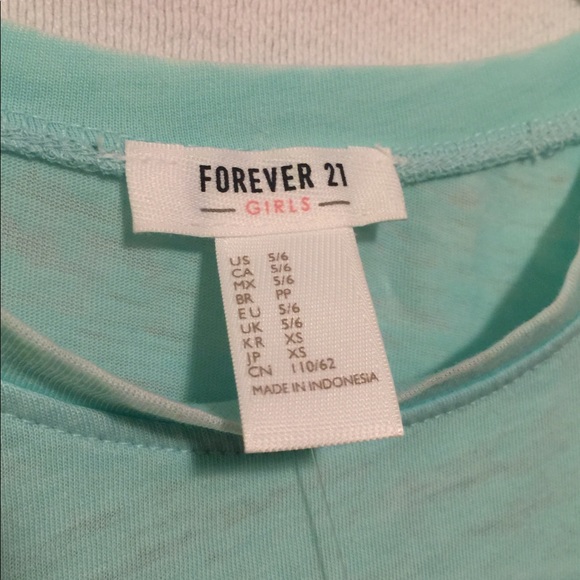 FOREVER 21
GIRLS
US 5/6
CA 5/6
MX 5/6
BR PP
EU 5/6
UK 5/6
KR XS
JP XS
CN 110/62
MADE IN INDONESIA